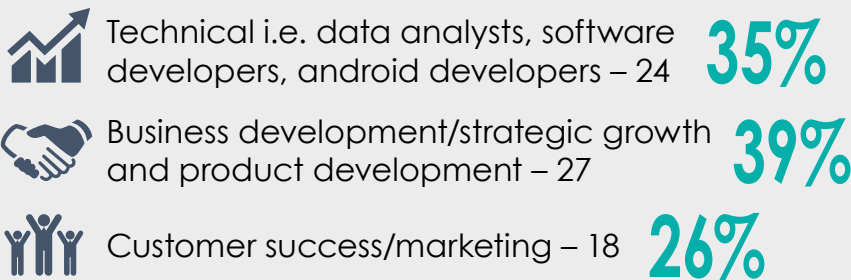 Technical i.e. data analysts, software
developers, android developers – 24
35%
Business development/strategic growth
and product development – 27
39%
Customer success/marketing – 18
26%